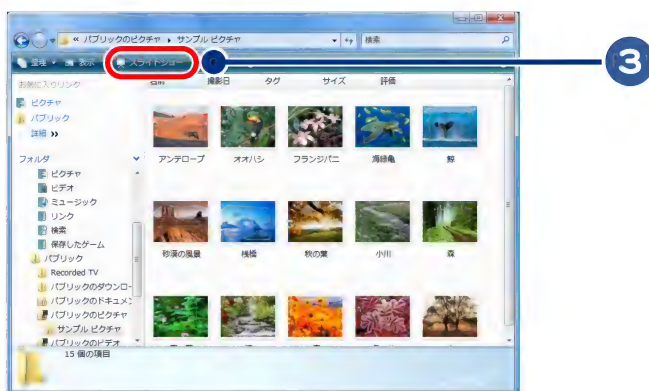 « パブリックのピクチャ ▸ サンプル ピクチャ
検索
整理 表示 スライドショー
3
お気に入りリンク
名前 撮影日 タグ サイズ 評価
ピクチャ
パブリック
詳細 »
フォルダ
アンテロープ オオハシ フランジパニ 海緑亀 鯨
ピクチャ
ビデオ
ミュージック
リンク
検索
保存したゲーム
砂漠の風景 桟橋 秋の葉 小川 森
パブリック
Recorded TV
パブリックのダウンロー
パブリックのドキュメン
パブリックのピクチャ
サンプル ピクチャ
パブリックのビデオ
15 個の項目